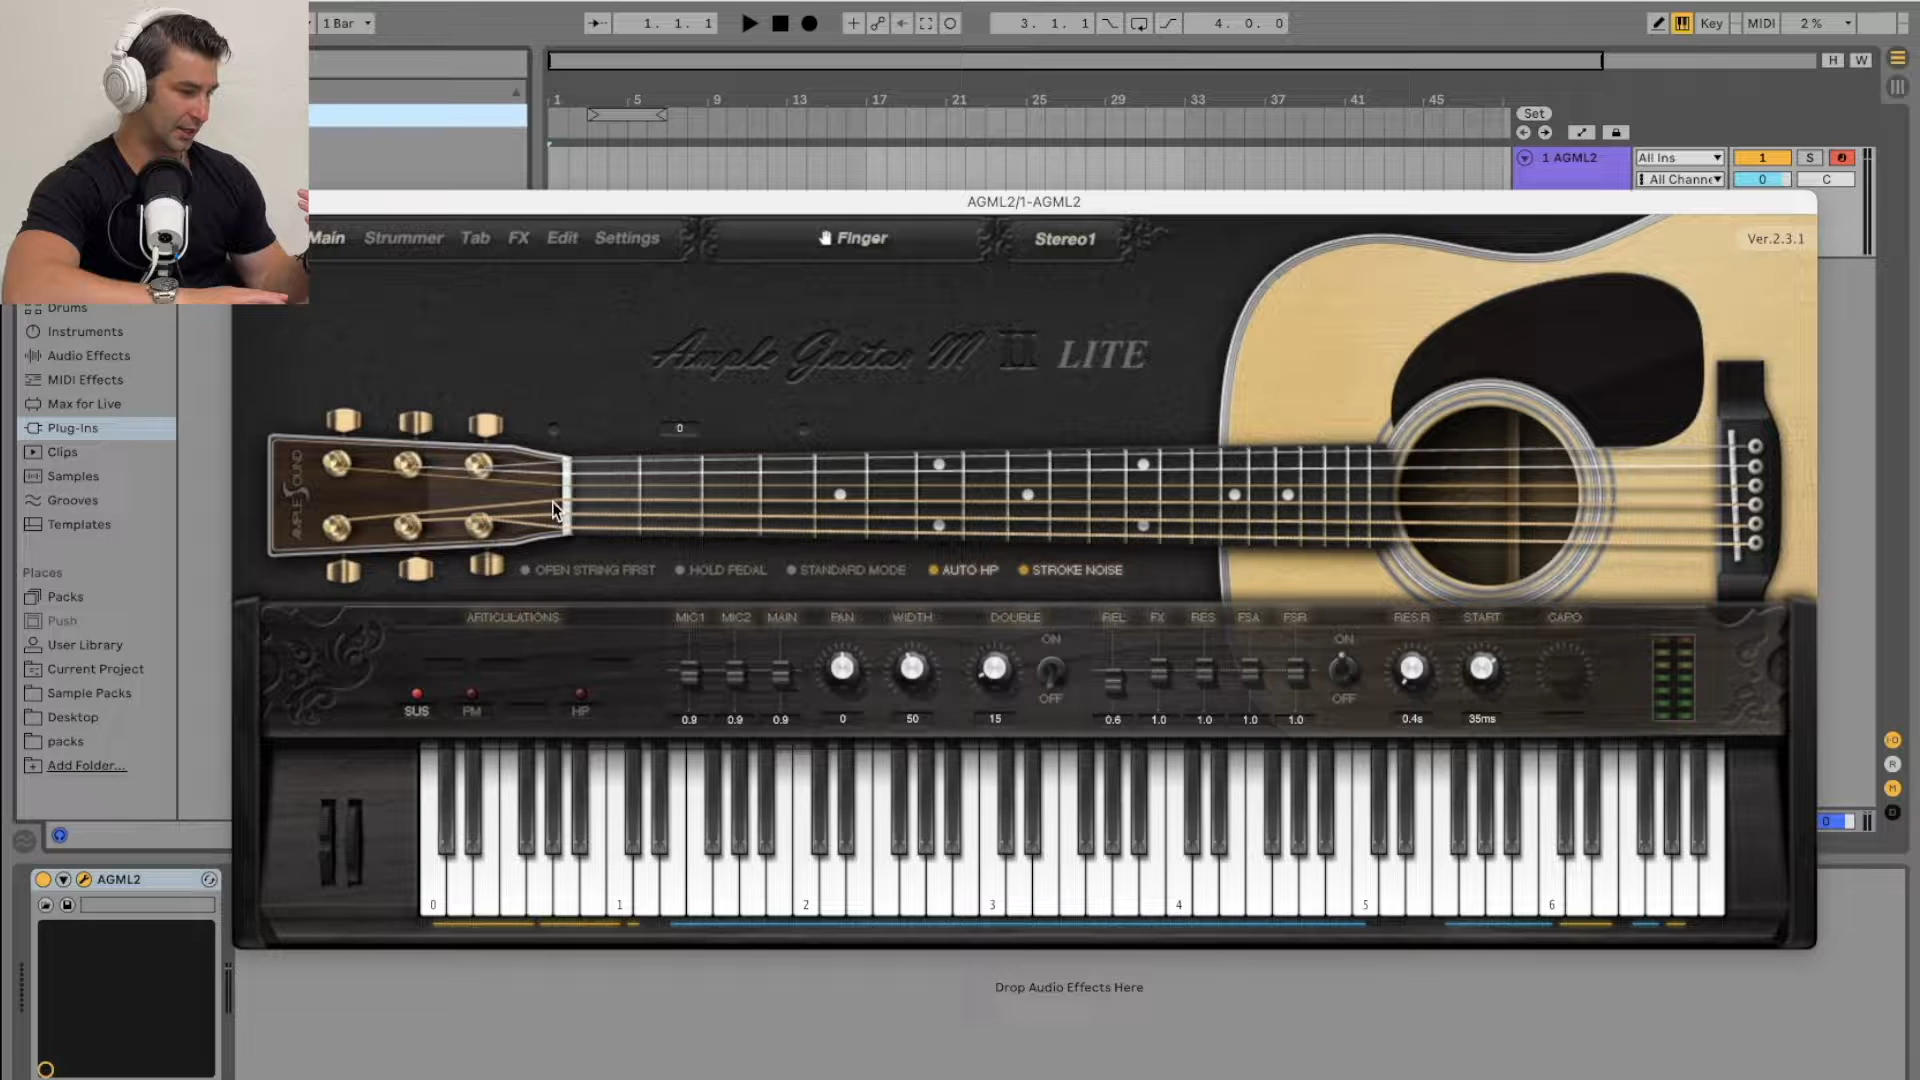 1 Bar
1. 1. 1
3. 1. 1
4. 0. 0
Key
MIDI
2 %
H
W
1
5
9
13
17
21
25
29
33
37
41
45
Set
1 AGML2
All Ins
1
S
All Channe
0
C
AGML2/1-AGML2
Main
Strummer
Tab
FX
Edit
Settings
Finger
Stereo1
Ver.2.3.1
Drums
Instruments
Audio Effects
MIDI Effects
Max for Live
Plug-Ins
Clips
Samples
Grooves
Templates
Places
Packs
Push
User Library
Current Project
Sample Packs
Desktop
packs
Add Folder...
Ample Guitar M II LITE
0
AMPLE SOUND
OPEN STRING FIRST
HOLD PEDAL
STANDARD MODE
AUTO HP
STROKE NOISE
ARTICULATIONS
MIC1
MIC2
MAIN
PAN
WIDTH
DOUBLE
REL
FX
RES
FSA
FSR
RES R
START
CAPO
ON
ON
OFF
OFF
SUS
PM
HP
0.9
0.9
0.9
0
50
15
0.6
1.0
1.0
1.0
1.0
0.4s
35ms
0
1
2
3
4
5
6
I·O
R
M
D
0
AGML2
Drop Audio Effects Here